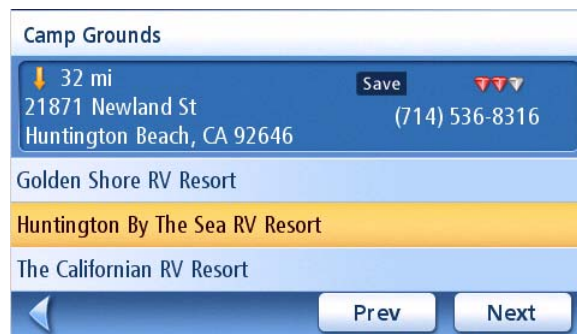 Camp Grounds
32 mi
Save
21871 Newland St
(714) 536-8316
Huntington Beach, CA 92646
Golden Shore RV Resort
Huntington By The Sea RV Resort
The Californian RV Resort
Prev
Next